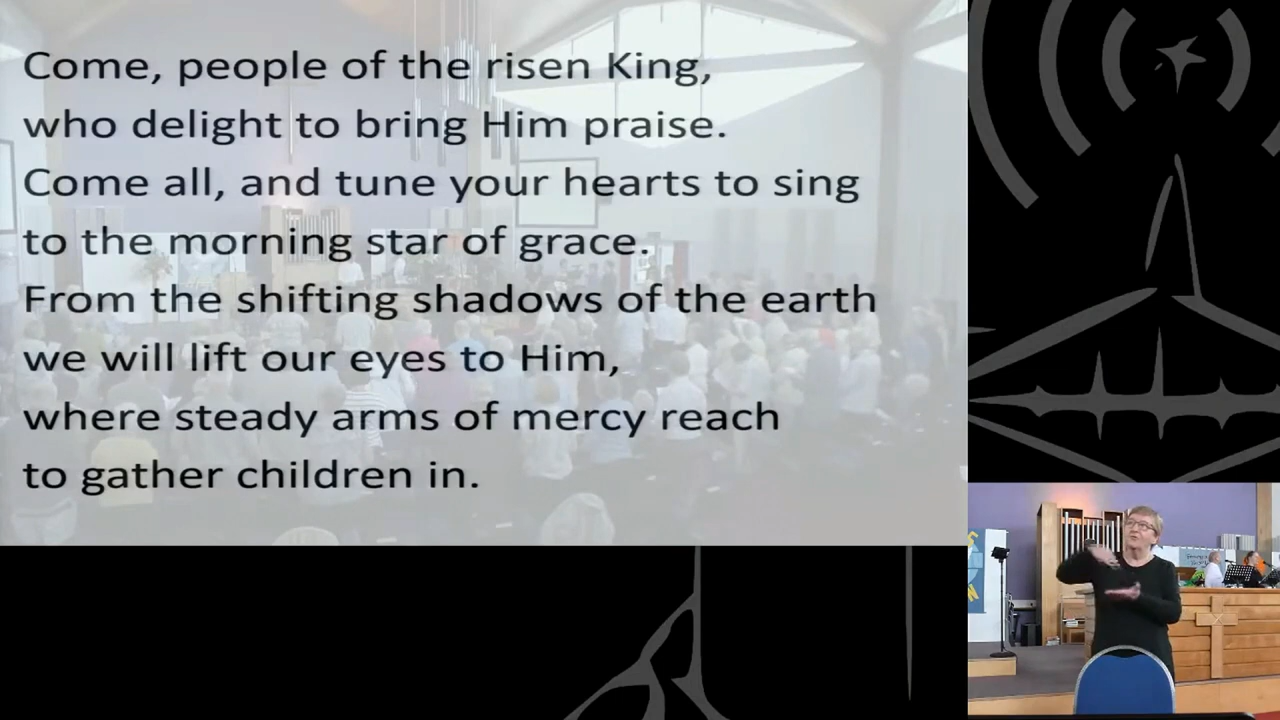 Come, people of the risen King,
who delight to bring Him praise.
Come all, and tune your hearts to sing
to the morning star of grace.
From the shifting shadows of the earth
we will lift our eyes to Him,
where steady arms of mercy reach
to gather children in.